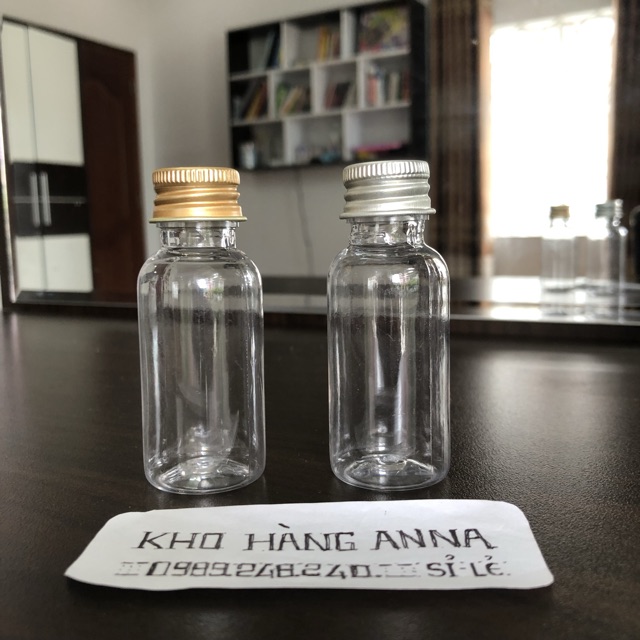 KHO HÀNG ANNA
0989.248.240. SỈ LẺ